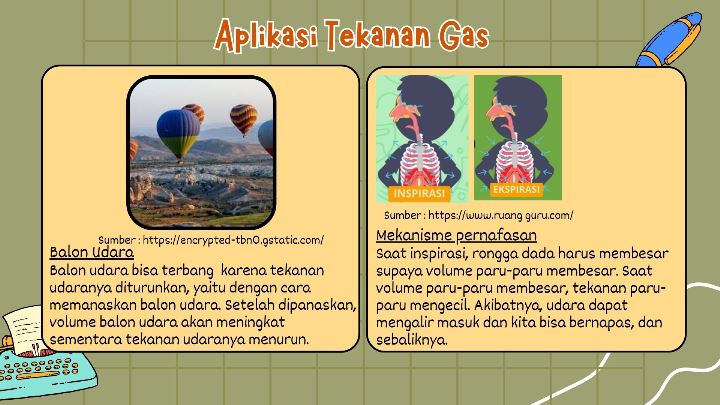 Aplikasi Tekanan Gas
Sumber : https://encrypted-tbn0.gstatic.com/
Balon Udara
Balon udara bisa terbang karena tekanan
udaranya diturunkan, yaitu dengan cara
memanaskan balon udara. Setelah dipanaskan,
volume balon udara akan meningkat
sementara tekanan udaranya menurun.
INSPIRASI
EKSPIRASI
Sumber : https://www.ruang guru.com/
Mekanisme pernafasan
Saat inspirasi, rongga dada harus membesar
supaya volume paru-paru membesar. Saat
volume paru-paru membesar, tekanan paru-
paru mengecil. Akibatnya, udara dapat
mengalir masuk dan kita bisa bernapas, dan
sebaliknya.